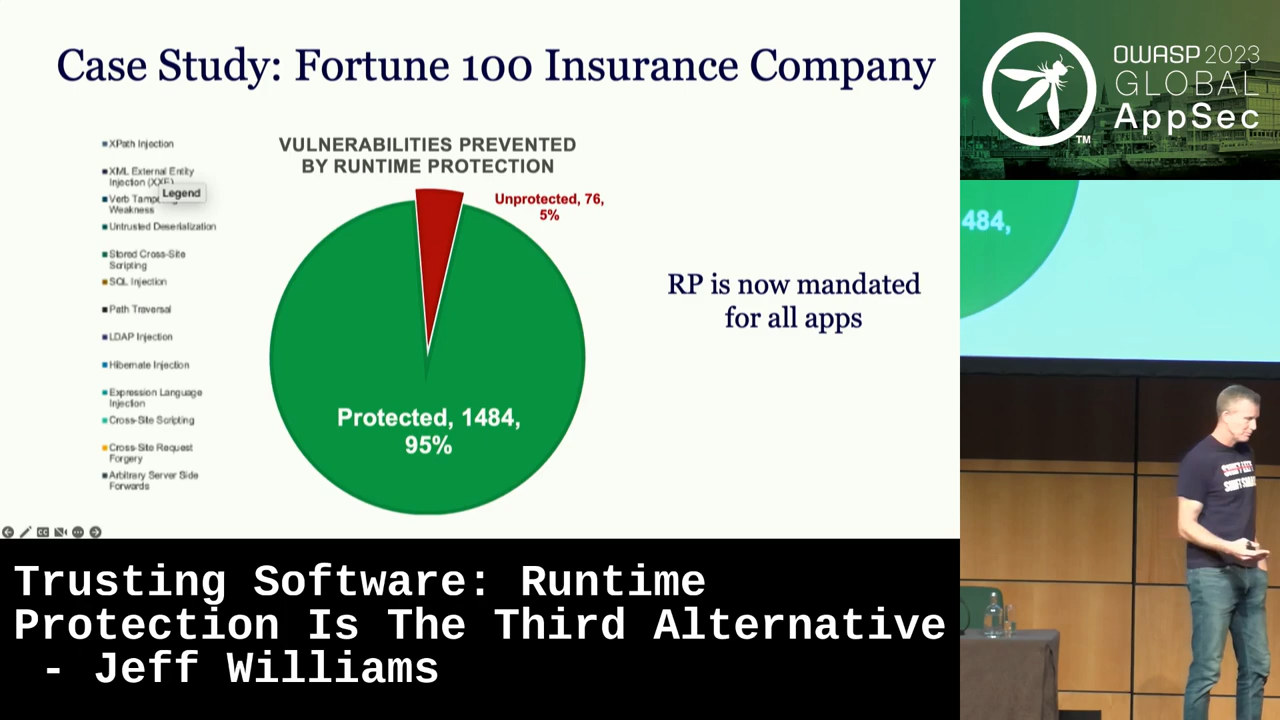 Case Study: Fortune 100 Insurance Company
VULNERABILITIES PREVENTED
BY RUNTIME PROTECTION
XPath Injection
XML External Entity
Injection (XXE)
Legend
Verb
Weakness
Untrusted Deserialization
Stored Cross-Site
Scripting
SQL Injection
Path Traversal
LDAP Injection
Hibernate Injection
Expression Language
Injection
Cross-Site Scripting
Cross-Site Request
Forgery
Arbitrary Server Side
Forwards
Unprotected, 76,
5%
Protected, 1484,
95%
RP is now mandated
for all apps
OWASP 2023
GLOBAL
AppSec
TM
484,
Trusting Software: Runtime
Protection Is The Third Alternative
- Jeff Williams